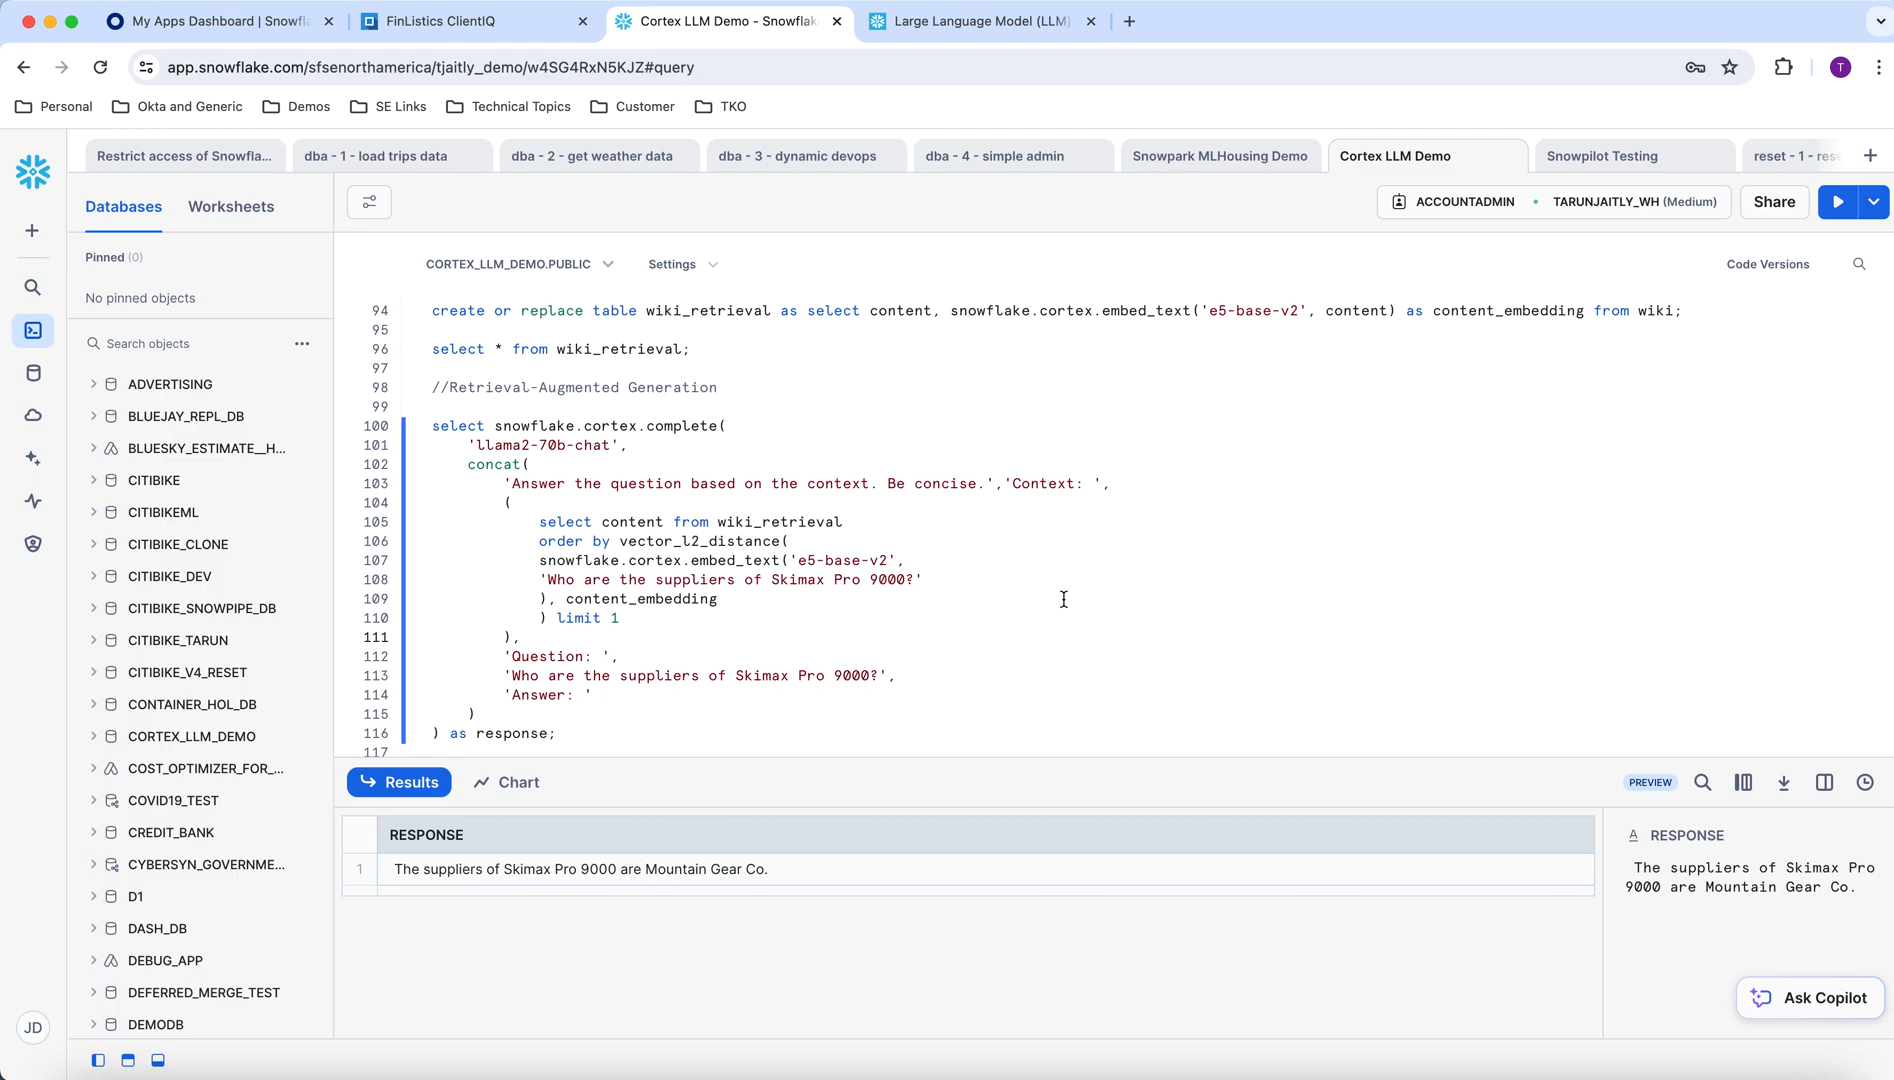 My Apps Dashboard | Snowfla
FinListics ClientIQ
Cortex LLM Demo - Snowflake
Large Language Model (LLM)
app.snowflake.com/sfsenorthamerica/tjaitly_demo/w4SG4RxN5KJZ#query
T
Personal
Okta and Generic
Demos
SE Links
Technical Topics
Customer
TKO
Restrict access of Snowfla...
dba - 1 - load trips data
dba - 2 - get weather data
dba - 3 - dynamic devops
dba - 4 - simple admin
Snowpark MLHousing Demo
Cortex LLM Demo
Snowpilot Testing
reset - 1 - rese
Databases
Worksheets
ACCOUNTADMIN
TARUNJAITLY_WH (Medium)
Share
Pinned (0)
No pinned objects
Search objects
ADVERTISING
BLUEJAY_REPL_DB
BLUESKY_ESTIMATE__H...
CITIBIKE
CITIBIKEML
CITIBIKE_CLONE
CITIBIKE_DEV
CITIBIKE_SNOWPIPE_DB
CITIBIKE_TARUN
CITIBIKE_V4_RESET
CONTAINER_HOL_DB
CORTEX_LLM_DEMO
COST_OPTIMIZER_FOR_...
COVID19_TEST
CREDIT_BANK
CYBERSYN_GOVERNME...
D1
DASH_DB
DEBUG_APP
DEFERRED_MERGE_TEST
DEMODB
JD
CORTEX_LLM_DEMO.PUBLIC
Settings
Code Versions
94 create or replace table wiki_retrieval as select content, snowflake.cortex.embed_text('e5-base-v2', content) as content_embedding from wiki;
95
96 select * from wiki_retrieval;
97
98 //Retrieval-Augmented Generation
99
100 select snowflake.cortex.complete(
101 'llama2-70b-chat',
102 concat(
103 'Answer the question based on the context. Be concise.','Context: ',
104 (
105 select content from wiki_retrieval
106 order by vector_l2_distance(
107 snowflake.cortex.embed_text('e5-base-v2',
108 'Who are the suppliers of Skimax Pro 9000?'
109 ), content_embedding
110 ) limit 1
111 ),
112 'Question: ',
113 'Who are the suppliers of Skimax Pro 9000?',
114 'Answer: '
115 )
116 ) as response;
117
Results
Chart
PREVIEW
RESPONSE
1 The suppliers of Skimax Pro 9000 are Mountain Gear Co.
A RESPONSE
The suppliers of Skimax Pro
9000 are Mountain Gear Co.
Ask Copilot